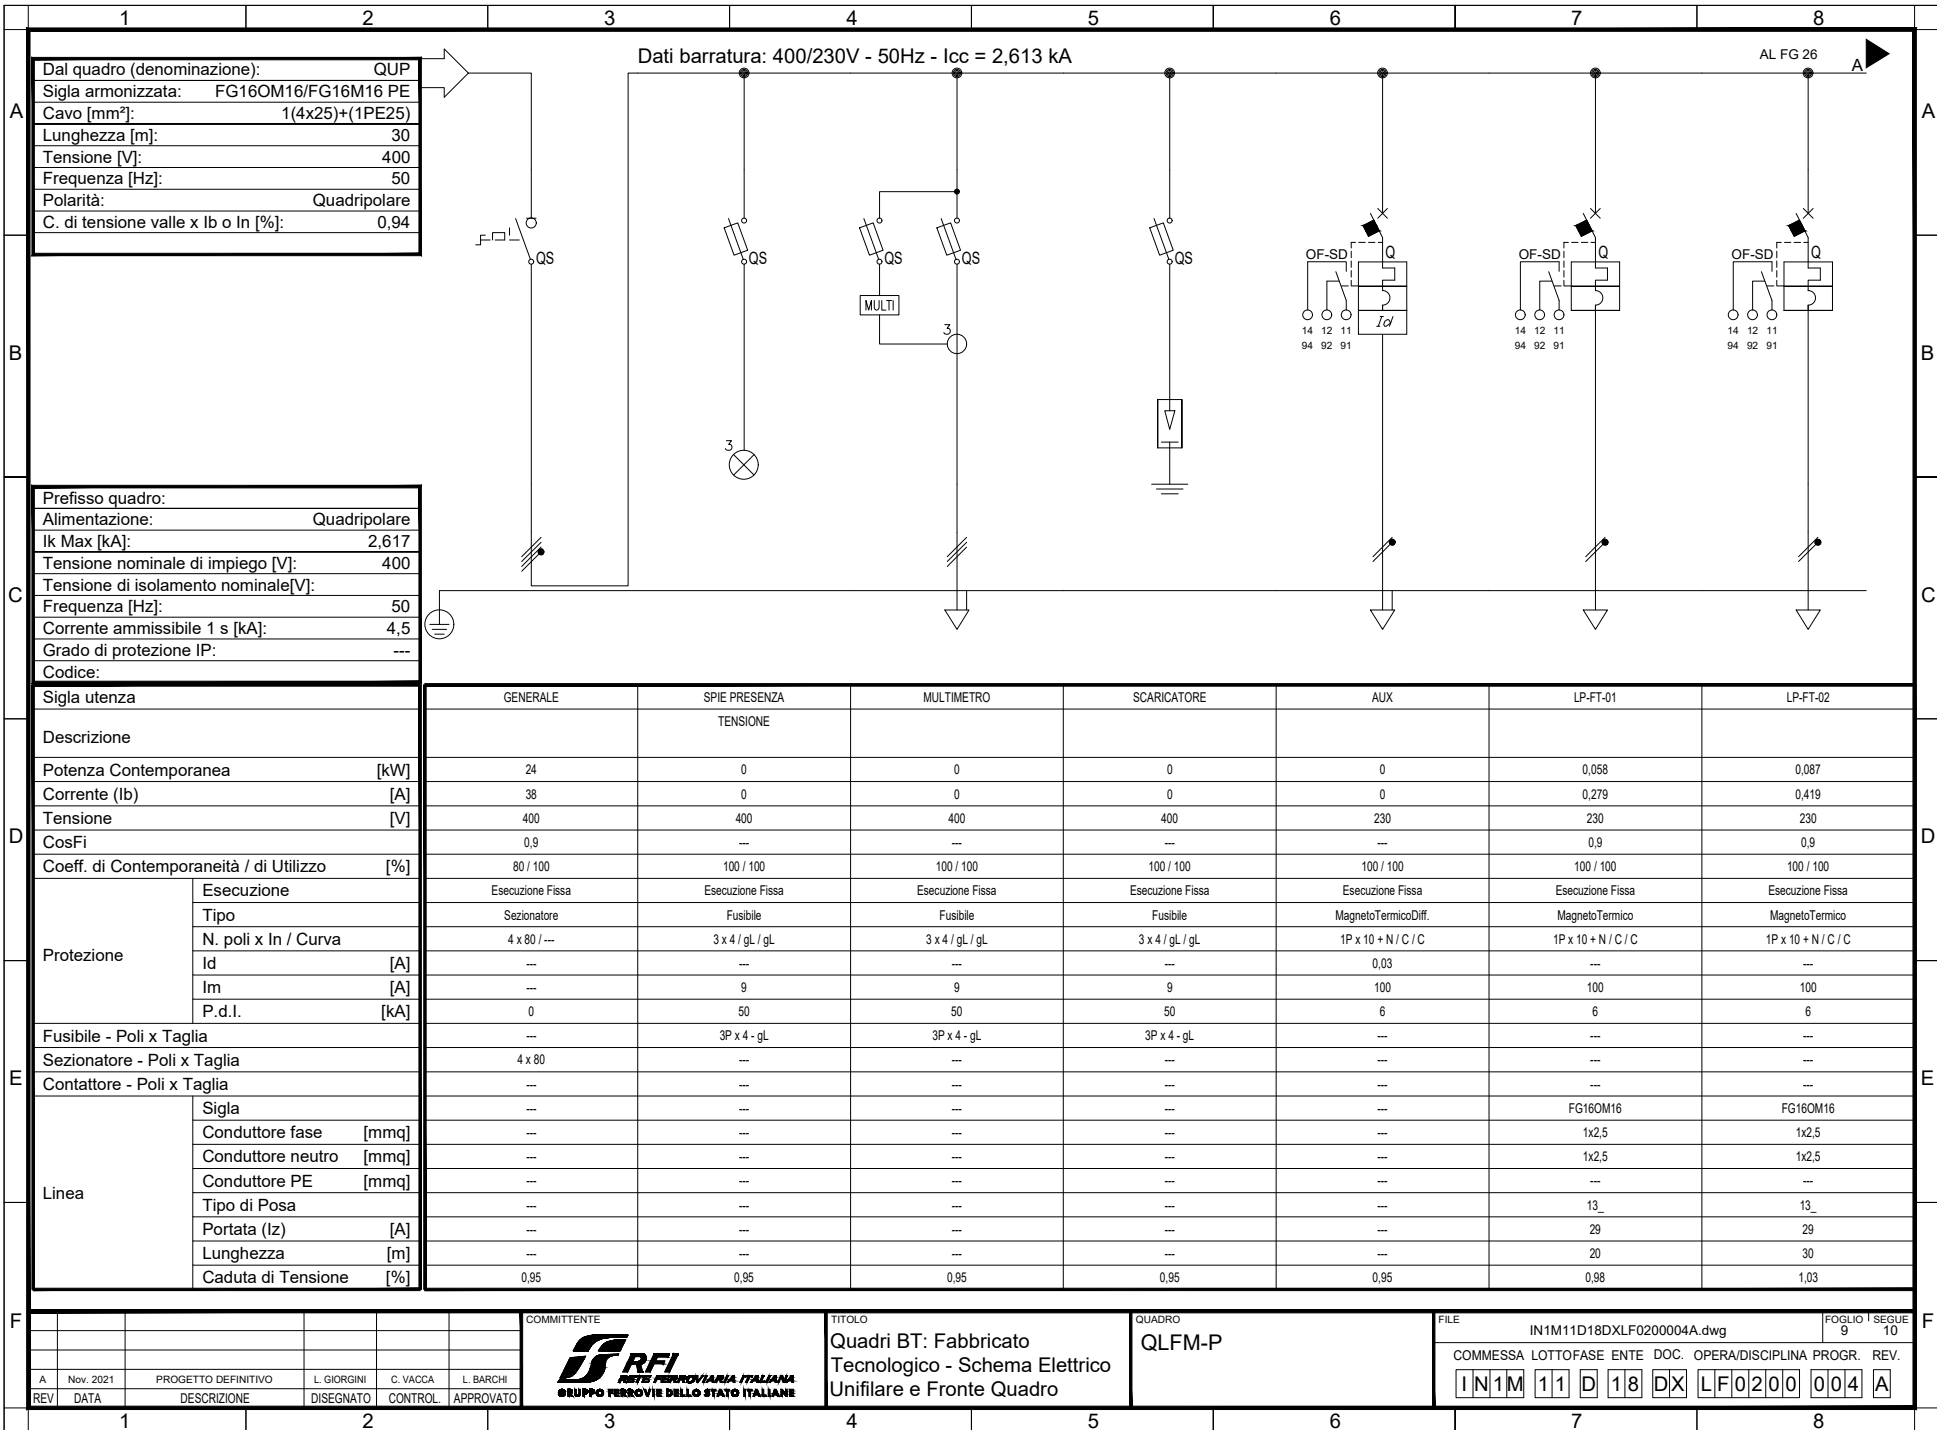 1 2 3 4 5 6 7 8
A
B
C
D
E
F
Dati barratura: 400/230V - 50Hz - Icc = 2,613 kA
AL FG 26
A
Dal quadro (denominazione): QUP
Sigla armonizzata: FG16OM16/FG16M16 PE
Cavo [mm²]: 1(4x25)+(1PE25)
Lunghezza [m]: 30
Tensione [V]: 400
Frequenza [Hz]: 50
Polarità: Quadripolare
C. di tensione valle x Ib o In [%]: 0,94
QS QS QS QS QS
MULTI
3
3
OF-SD Q OF-SD Q OF-SD Q
Id
14 12 11 14 12 11 14 12 11
94 92 91 94 92 91 94 92 91
Prefisso quadro:
Alimentazione: Quadripolare
Ik Max [kA]: 2,617
Tensione nominale di impiego [V]: 400
Tensione di isolamento nominale[V]:
Frequenza [Hz]: 50
Corrente ammissibile 1 s [kA]: 4,5
Grado di protezione IP: ---
Codice:
Sigla utenza GENERALE SPIE PRESENZA MULTIMETRO SCARICATORE AUX LP-FT-01 LP-FT-02
Descrizione TENSIONE
Potenza Contemporanea [kW] 24 0 0 0 0 0,058 0,087
Corrente (Ib) [A] 38 0 0 0 0 0,279 0,419
Tensione [V] 400 400 400 400 230 230 230
CosFi 0,9 --- --- --- --- 0,9 0,9
Coeff. di Contemporaneità / di Utilizzo [%] 80 / 100 100 / 100 100 / 100 100 / 100 100 / 100 100 / 100 100 / 100
Protezione
Esecuzione Esecuzione Fissa Esecuzione Fissa Esecuzione Fissa Esecuzione Fissa Esecuzione Fissa Esecuzione Fissa Esecuzione Fissa
Tipo Sezionatore Fusibile Fusibile Fusibile MagnetoTermicoDiff. MagnetoTermico MagnetoTermico
N. poli x In / Curva 4 x 80 / --- 3 x 4 / gL / gL 3 x 4 / gL / gL 3 x 4 / gL / gL 1P x 10 + N / C / C 1P x 10 + N / C / C 1P x 10 + N / C / C
Id [A] --- --- --- --- 0,03 --- ---
Im [A] --- 9 9 9 100 100 100
P.d.I. [kA] 0 50 50 50 6 6 6
Fusibile - Poli x Taglia --- 3P x 4 - gL 3P x 4 - gL 3P x 4 - gL --- --- ---
Sezionatore - Poli x Taglia 4 x 80 --- --- --- --- --- ---
Contattore - Poli x Taglia --- --- --- --- --- --- ---
Linea
Sigla --- --- --- --- --- FG16OM16 FG16OM16
Conduttore fase [mmq] --- --- --- --- --- 1x2,5 1x2,5
Conduttore neutro [mmq] --- --- --- --- --- 1x2,5 1x2,5
Conduttore PE [mmq] --- --- --- --- --- --- ---
Tipo di Posa --- --- --- --- --- 13_ 13_
Portata (Iz) [A] --- --- --- --- --- 29 29
Lunghezza [m] --- --- --- --- --- 20 30
Caduta di Tensione [%] 0,95 0,95 0,95 0,95 0,95 0,98 1,03
A Nov. 2021 PROGETTO DEFINITIVO L. GIORGINI C. VACCA L. BARCHI
REV DATA DESCRIZIONE DISEGNATO CONTROL. APPROVATO
COMMITTENTE
RFI
RETE FERROVIARIA ITALIANA
GRUPPO FERROVIE DELLO STATO ITALIANE
TITOLO
Quadri BT: Fabbricato
Tecnologico - Schema Elettrico
Unifilare e Fronte Quadro
QUADRO
QLFM-P
FILE
IN1M11D18DXLF0200004A.dwg
FOGLIO SEGUE
9 10
COMMESSA LOTTO FASE ENTE DOC. OPERA/DISCIPLINA PROGR. REV.
IN1M 11 D 18 DX LF0200 004 A
A
B
C
D
E
F
1 2 3 4 5 6 7 8